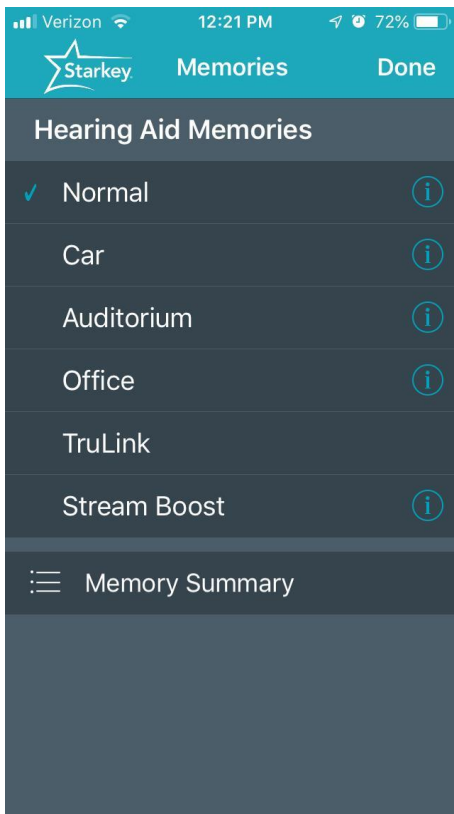 Verizon 12:21 PM 72%
Starkey Memories Done
Hearing Aid Memories
Normal
Car
Auditorium
Office
TruLink
Stream Boost
Memory Summary